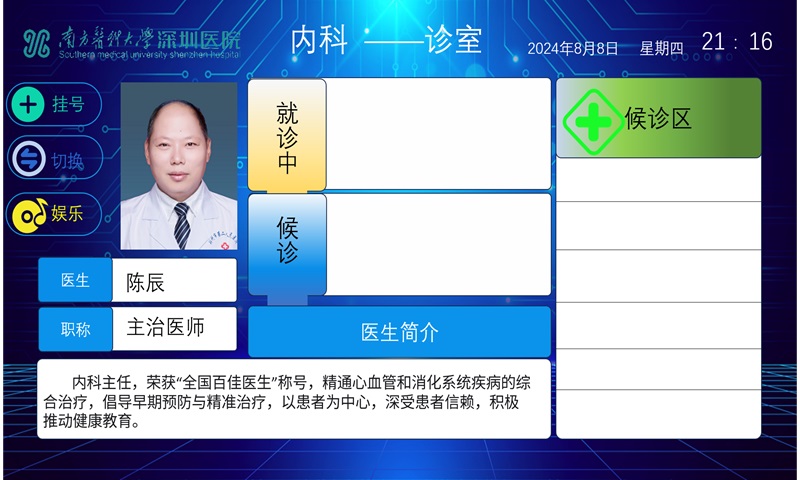 南方医科大学深圳医院
Southern medical university shenzhen hospital
内科 ——诊室
2024年8月8日 星期四 21 : 16
挂号
切换
娱乐
就诊中
候诊
候诊区
医生 陈辰
职称 主治医师
医生简介
内科主任，荣获“全国百佳医生”称号，精通心血管和消化系统疾病的综
合治疗，倡导早期预防与精准治疗，以患者为中心，深受患者信赖，积极
推动健康教育。